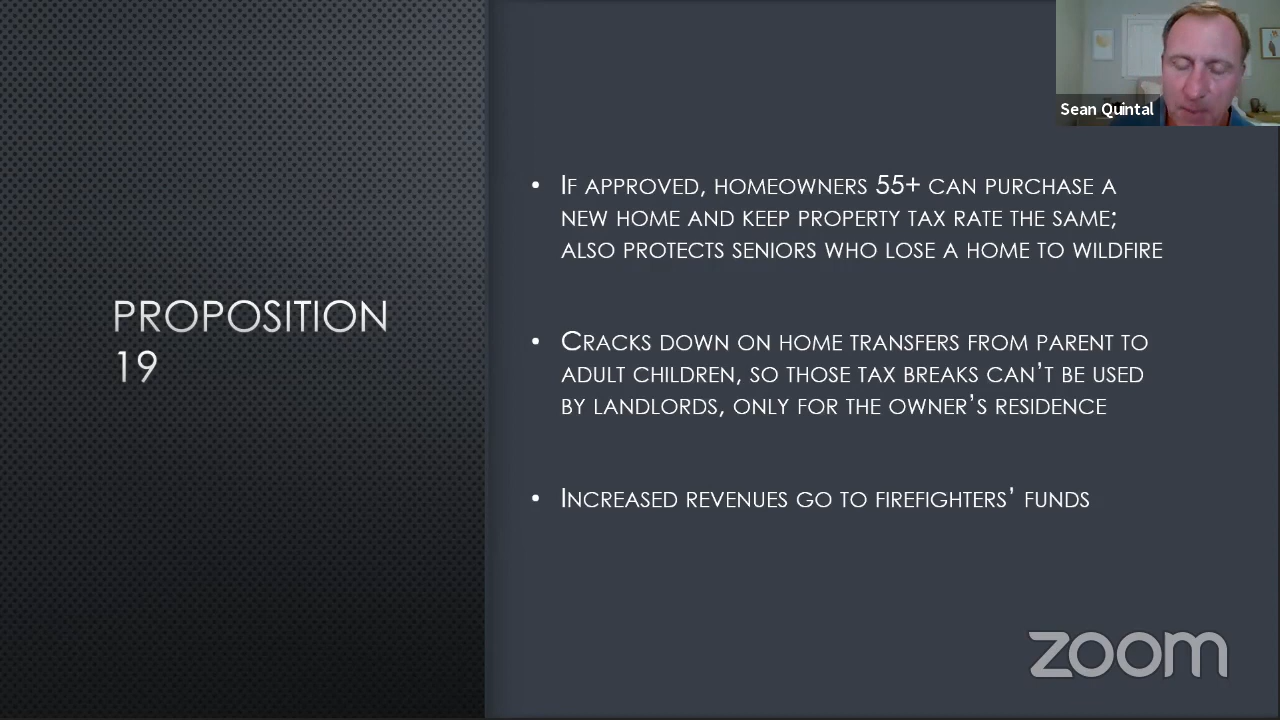 Sean Quintal
PROPOSITION
19
• IF APPROVED, HOMEOWNERS 55+ CAN PURCHASE A
NEW HOME AND KEEP PROPERTY TAX RATE THE SAME;
ALSO PROTECTS SENIORS WHO LOSE A HOME TO WILDFIRE
• CRACKS DOWN ON HOME TRANSFERS FROM PARENT TO
ADULT CHILDREN, SO THOSE TAX BREAKS CAN’T BE USED
BY LANDLORDS, ONLY FOR THE OWNER’S RESIDENCE
• INCREASED REVENUES GO TO FIREFIGHTERS’ FUNDS
zoom